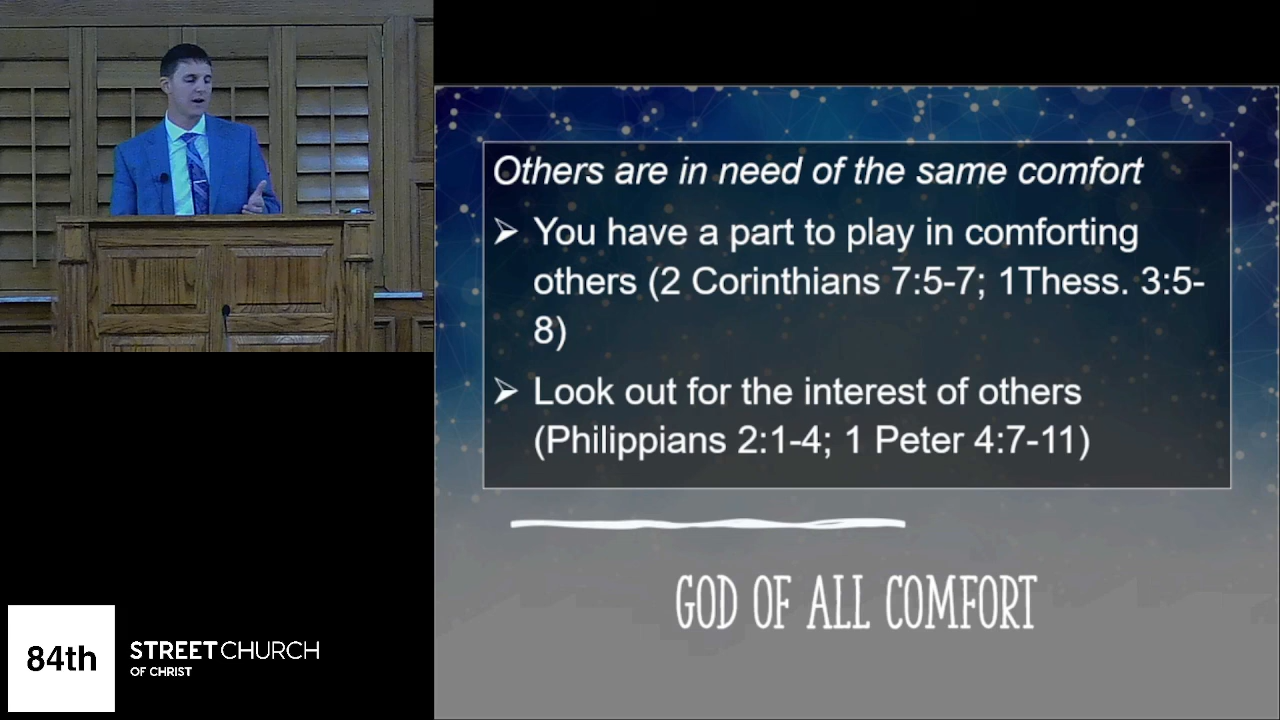 Others are in need of the same comfort
➢ You have a part to play in comforting
others (2 Corinthians 7:5-7; 1Thess. 3:5-
8)
➢ Look out for the interest of others
(Philippians 2:1-4; 1 Peter 4:7-11)
GOD OF ALL COMFORT
84th
STREETCHURCH
OF CHRIST